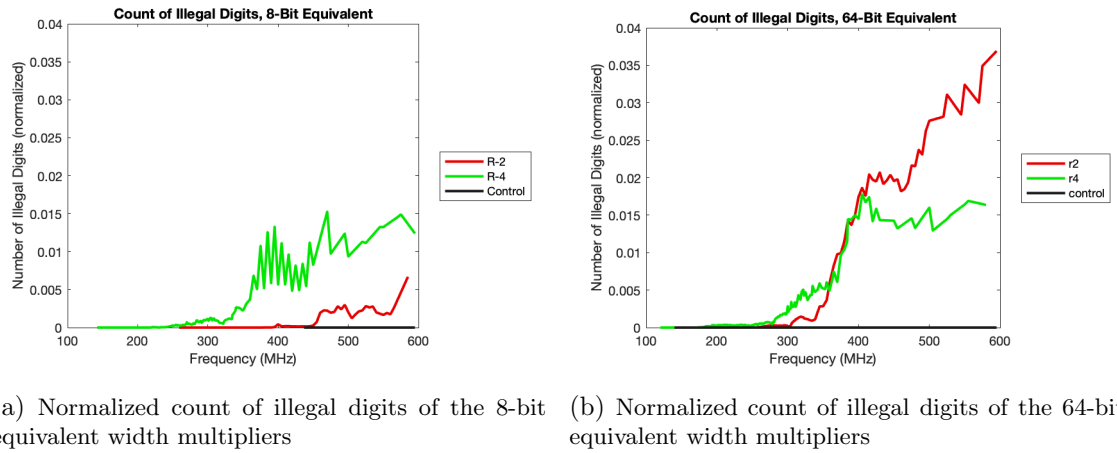 Count of Illegal Digits, 8-Bit Equivalent
0.04
0.035
0.03
0.025
0.02
0.015
0.01
0.005
0
Number of Illegal Digits (normalized)
100 200 300 400 500 600
Frequency (MHz)
R-2
R-4
Control
Count of Illegal Digits, 64-Bit Equivalent
0.04
0.035
0.03
0.025
0.02
0.015
0.01
0.005
0
Number of Illegal Digits (normalized)
100 200 300 400 500 600
Frequency (MHz)
r2
r4
control
a) Normalized count of illegal digits of the 8-bit
equivalent width multipliers
(b) Normalized count of illegal digits of the 64-bi
equivalent width multipliers